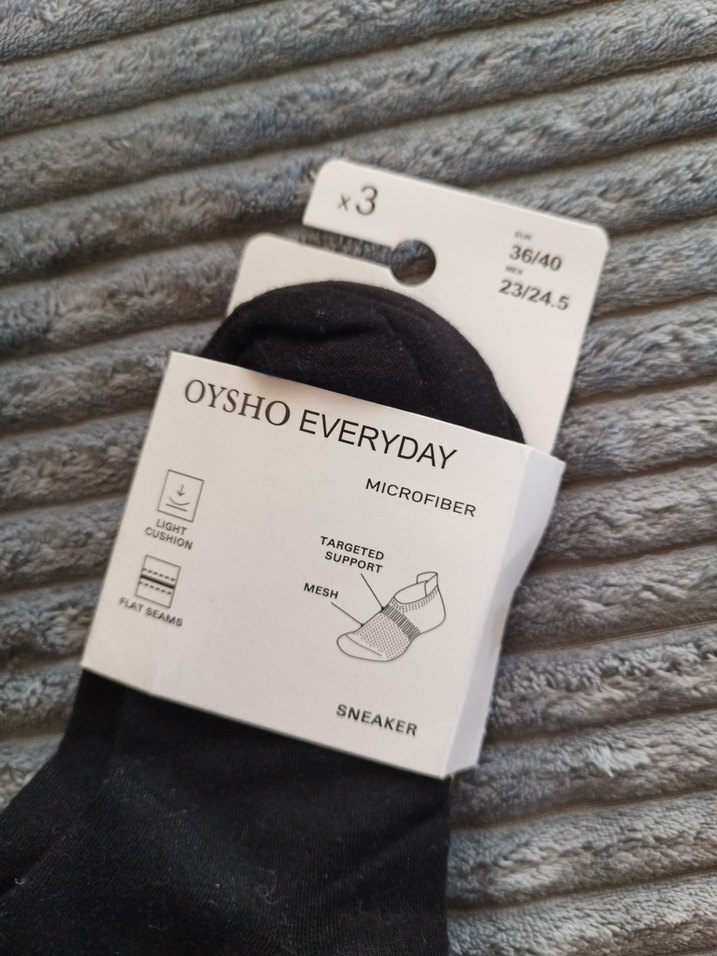 x3
EUR
36/40
MEX
23/24.5
OYSHO EVERYDAY
MICROFIBER
LIGHT
CUSHION
FLAT SEAMS
TARGETED
SUPPORT
MESH
SNEAKER